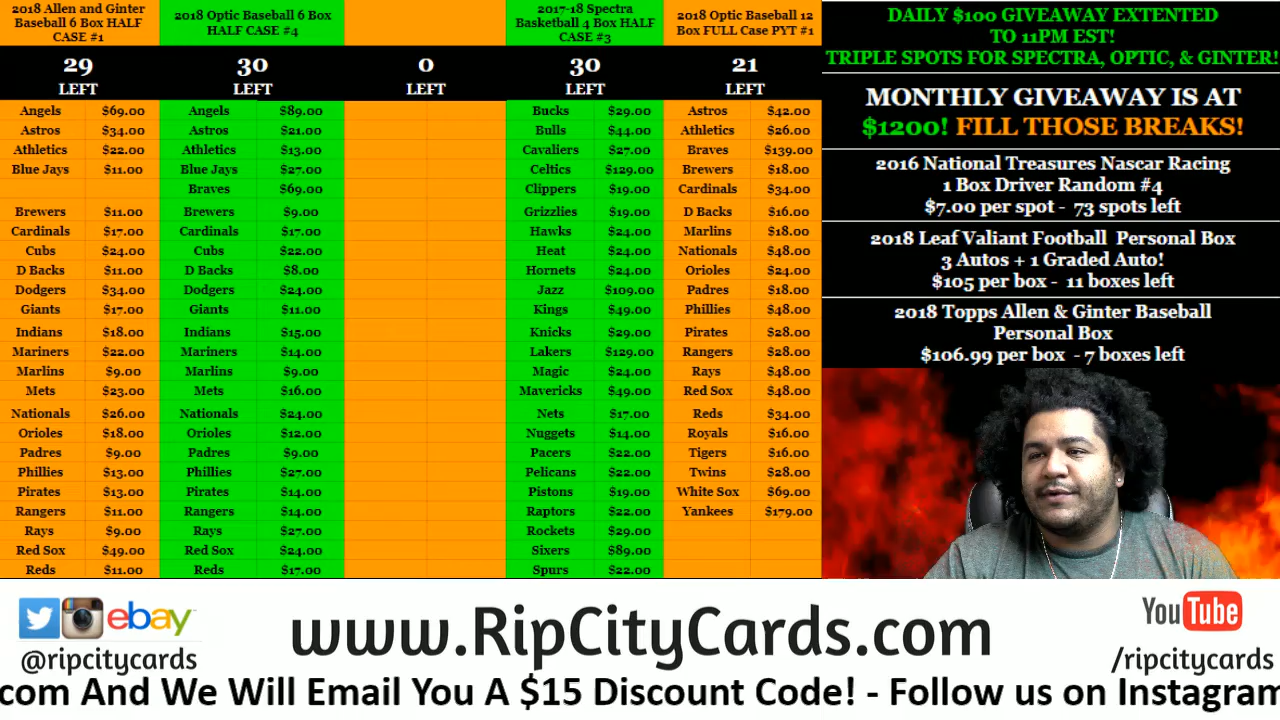 2018 Allen and Ginter
Baseball 6 Box HALF
CASE #1
29
LEFT
Angels $69.00
Astros $34.00
Athletics $22.00
Blue Jays $11.00
Brewers $11.00
Cardinals $17.00
Cubs $24.00
D Backs $11.00
Dodgers $34.00
Giants $17.00
Indians $18.00
Mariners $22.00
Marlins $9.00
Mets $23.00
Nationals $26.00
Orioles $18.00
Padres $9.00
Phillies $13.00
Pirates $13.00
Rangers $11.00
Rays $9.00
Red Sox $49.00
Reds $11.00
2018 Optic Baseball 6 Box
HALF CASE #4
30
LEFT
Angels $89.00
Astros $21.00
Athletics $13.00
Blue Jays $27.00
Braves $69.00
Brewers $9.00
Cardinals $17.00
Cubs $22.00
D Backs $8.00
Dodgers $24.00
Giants $11.00
Indians $15.00
Mariners $14.00
Marlins $9.00
Mets $16.00
Nationals $24.00
Orioles $12.00
Padres $9.00
Phillies $27.00
Pirates $14.00
Rangers $14.00
Rays $27.00
Red Sox $24.00
Reds $17.00
0
LEFT
2017-18 Spectra
Basketball 4 Box HALF
CASE #3
30
LEFT
Bucks $29.00
Bulls $44.00
Cavaliers $27.00
Celtics $129.00
Clippers $19.00
Grizzlies $19.00
Hawks $24.00
Heat $24.00
Hornets $24.00
Jazz $109.00
Kings $49.00
Knicks $29.00
Lakers $129.00
Magic $24.00
Mavericks $49.00
Nets $17.00
Nuggets $14.00
Pacers $22.00
Pelicans $22.00
Pistons $19.00
Raptors $22.00
Rockets $29.00
Sixers $89.00
Spurs $22.00
2018 Optic Baseball 12
Box FULL Case PYT #1
21
LEFT
Astros $42.00
Athletics $26.00
Braves $139.00
Brewers $18.00
Cardinals $34.00
D Backs $16.00
Marlins $18.00
Nationals $48.00
Orioles $24.00
Padres $18.00
Phillies $48.00
Pirates $28.00
Rangers $28.00
Rays $48.00
Red Sox $48.00
Reds $34.00
Royals $16.00
Tigers $16.00
Twins $28.00
White Sox $69.00
Yankees $179.00
DAILY $100 GIVEAWAY EXTENTED
TO 11PM EST!
TRIPLE SPOTS FOR SPECTRA, OPTIC, & GINTER!
MONTHLY GIVEAWAY IS AT
$1200! FILL THOSE BREAKS!
2016 National Treasures Nascar Racing
1 Box Driver Random #4
$7.00 per spot - 73 spots left
2018 Leaf Valiant Football Personal Box
3 Autos + 1 Graded Auto!
$105 per box - 11 boxes left
2018 Topps Allen & Ginter Baseball
Personal Box
$106.99 per box - 7 boxes left
ebay
@ripcitycards
www.RipCityCards.com
YouTube
/ripcitycards
com And We Will Email You A $15 Discount Code! - Follow us on Instagram